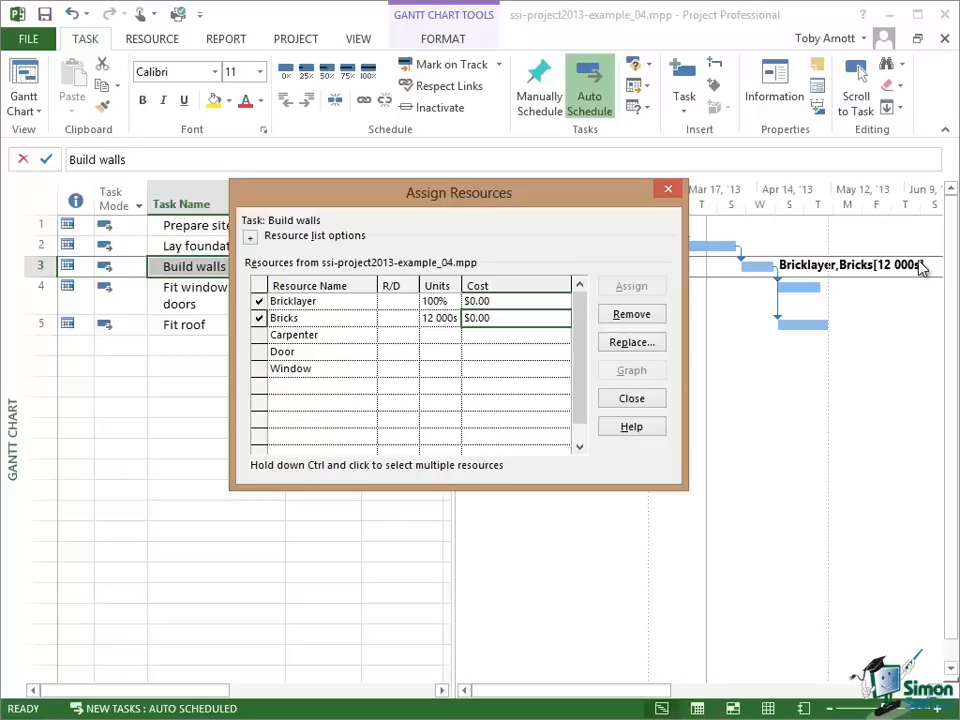 GANTT CHART TOOLS
ssi-project2013-example_04.mpp - Project Professional
FILE TASK RESOURCE REPORT PROJECT VIEW FORMAT
Toby Arnott
Gantt Chart
View
Paste
Clipboard
Calibri 11
B I U A
Font
0% 25% 50% 75% 100%
Mark on Track
Respect Links
Inactivate
Schedule
Manually Schedule
Auto Schedule
Tasks
Task
Insert
Information
Properties
Scroll to Task
Editing
Build walls
Task Mode
Task Name
Mar 17, '13 Apr 14, '13 May 12, '13 Jun 9,
T S W S T M F T S
1 Prepare site
2 Lay foundat
3 Build walls
4 Fit window
doors
5 Fit roof
Bricklayer,Bricks[12 000s]
GANTT CHART
Assign Resources
Task: Build walls
+ Resource list options
Resources from ssi-project2013-example_04.mpp
Resource Name R/D Units Cost
Bricklayer 100% $0.00
Bricks 12 000s $0.00
Carpenter
Door
Window
Assign
Remove
Replace...
Graph
Close
Help
Hold down Ctrl and click to select multiple resources
Simon
READY NEW TASKS : AUTO SCHEDULED